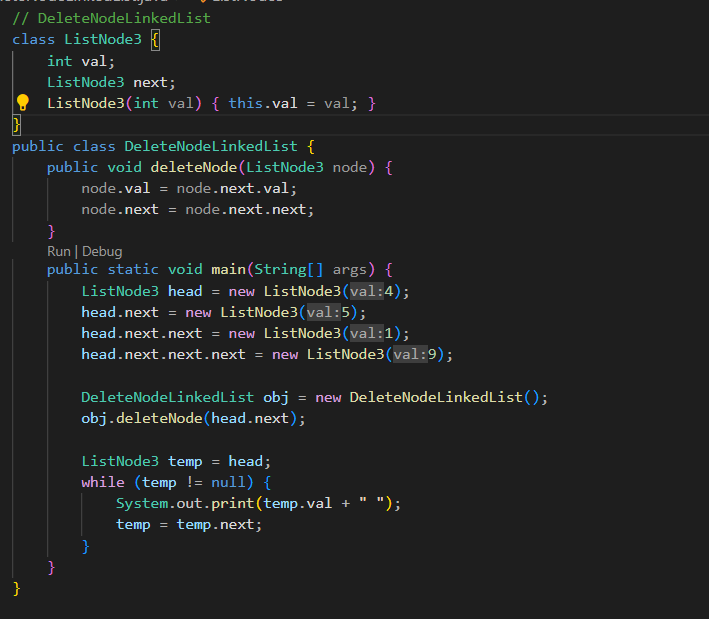 // DeleteNodeLinkedList
class ListNode3 {
    int val;
    ListNode3 next;
    ListNode3(int val) { this.val = val; }
}
public class DeleteNodeLinkedList {
    public void deleteNode(ListNode3 node) {
        node.val = node.next.val;
        node.next = node.next.next;
    }
    Run | Debug
    public static void main(String[] args) {
        ListNode3 head = new ListNode3(val:4);
        head.next = new ListNode3(val:5);
        head.next.next = new ListNode3(val:1);
        head.next.next.next = new ListNode3(val:9);

        DeleteNodeLinkedList obj = new DeleteNodeLinkedList();
        obj.deleteNode(head.next);

        ListNode3 temp = head;
        while (temp != null) {
            System.out.print(temp.val + " ");
            temp = temp.next;
        }
    }
}